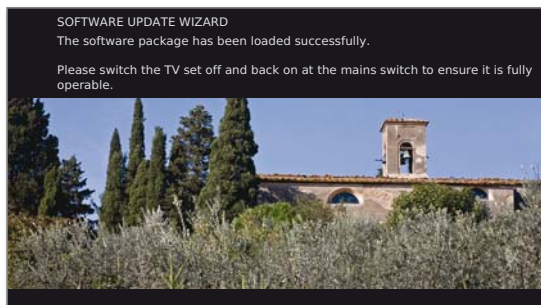 SOFTWARE UPDATE WIZARD
The software package has been loaded successfully.
Please switch the TV set off and back on at the mains switch to ensure it is fully
operable.